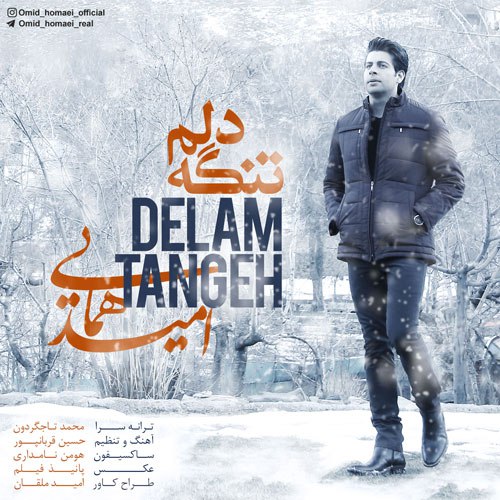 Omid_homaei_official
Omid_homaei_real
دلم
تنگه
DELAM
TANGEH
امید همایی
ترانه سرا محمد تاجگردون
آهنگ و تنظیم حسین قربانپور
ساکسیفون هومن نامداری
عکس پانیذ فیلم
طراح کاور امید ملقان